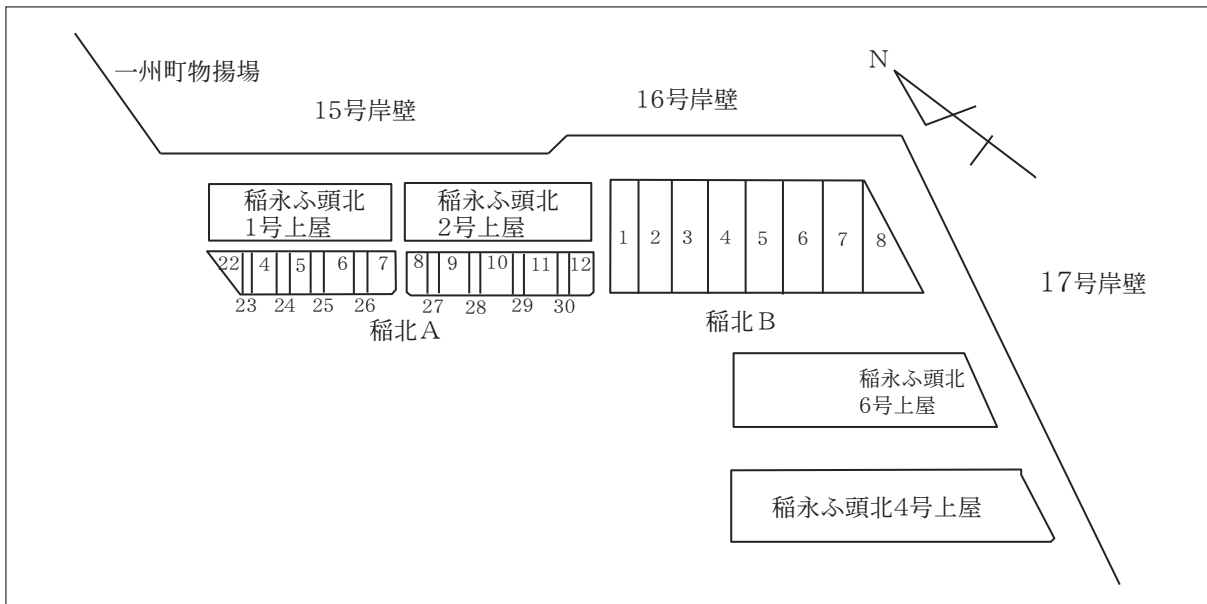 一州町物揚場
15号岸壁
16号岸壁
N
17号岸壁
稲永ふ頭北
1号上屋
稲永ふ頭北
2号上屋
22 4 5 6 7
23 24 25 26
8 9 10 11 12
27 28 29 30
稲北A
1 2 3 4 5 6 7 8
稲北B
稲永ふ頭北
6号上屋
稲永ふ頭北4号上屋